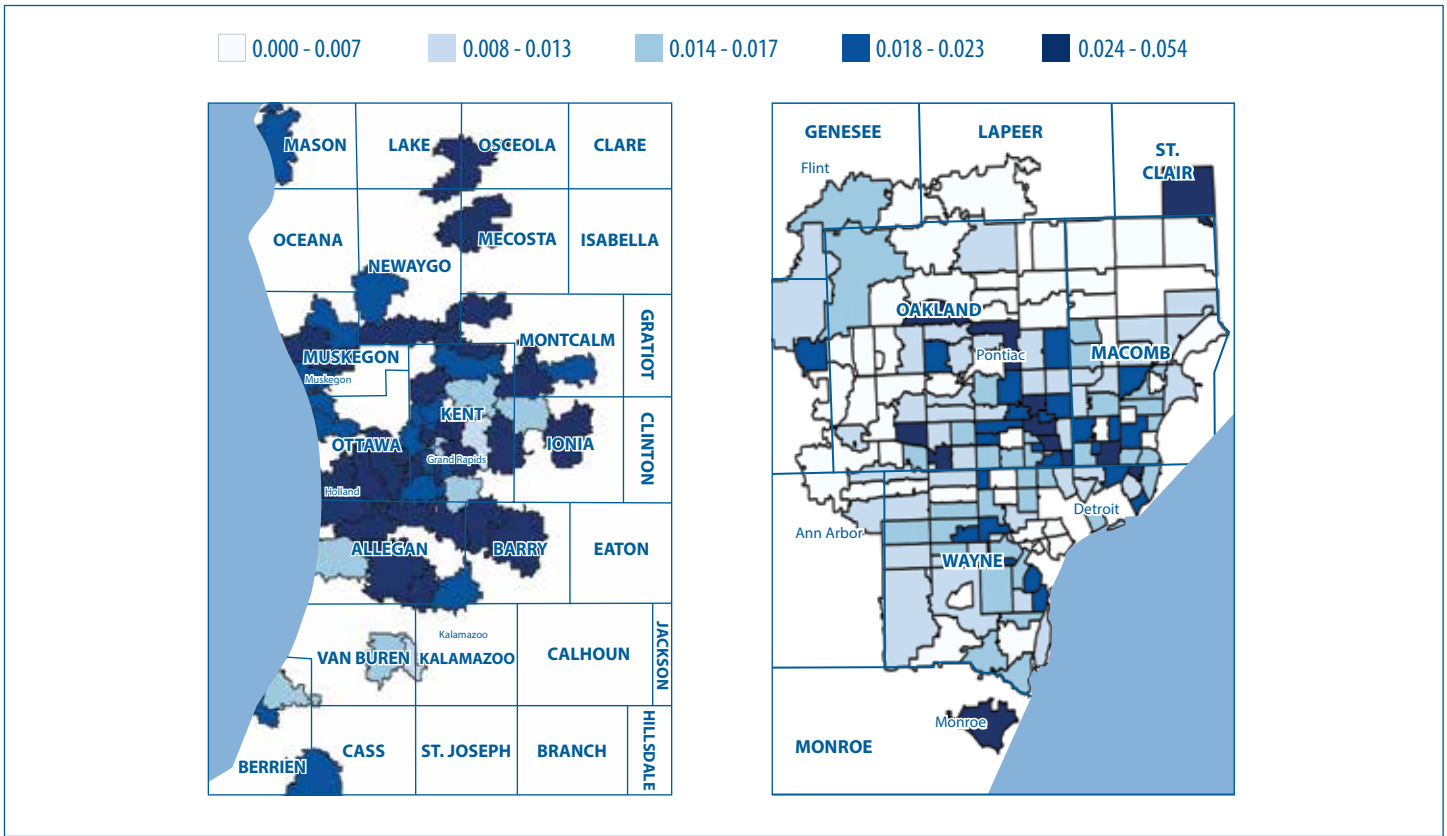 0.000 - 0.007
0.008 - 0.013
0.014 - 0.017
0.018 - 0.023
0.024 - 0.054
MASON
LAKE
OSCEOLA
CLARE
OCEANA
MECOSTA
ISABELLA
NEWAYGO
MONTCALM
GRATIOT
MUSKEGON
Muskegon
KENT
CLINTON
OTTAWA
IONIA
Grand Rapids
Holland
ALLEGAN
BARRY
EATON
Kalamazoo
VAN BUREN
KALAMAZOO
CALHOUN
JACKSON
HILLSDALE
CASS
ST. JOSEPH
BRANCH
BERRIEN
GENESEE
LAPEER
ST.
CLAIR
Flint
OAKLAND
Pontiac
MACOMB
Detroit
Ann Arbor
WAYNE
Monroe
MONROE